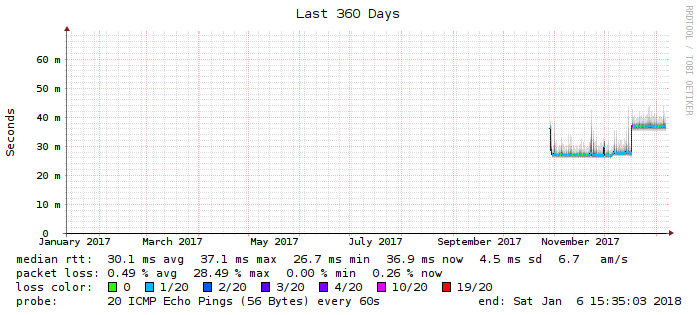 Last 360 Days
RRDTOOL / TOBI OETIKER
Seconds
60 m
50 m
40 m
30 m
20 m
10 m
0
January 2017 March 2017 May 2017 July 2017 September 2017 November 2017
median rtt: 30.1 ms avg 37.1 ms max 26.7 ms min 36.9 ms now 4.5 ms sd 6.7 am/s
packet loss: 0.49 % avg 28.49 % max 0.00 % min 0.26 % now
loss color: 0 1/20 2/20 3/20 4/20 10/20 19/20
probe: 20 ICMP Echo Pings (56 Bytes) every 60s end: Sat Jan 6 15:35:03 2018